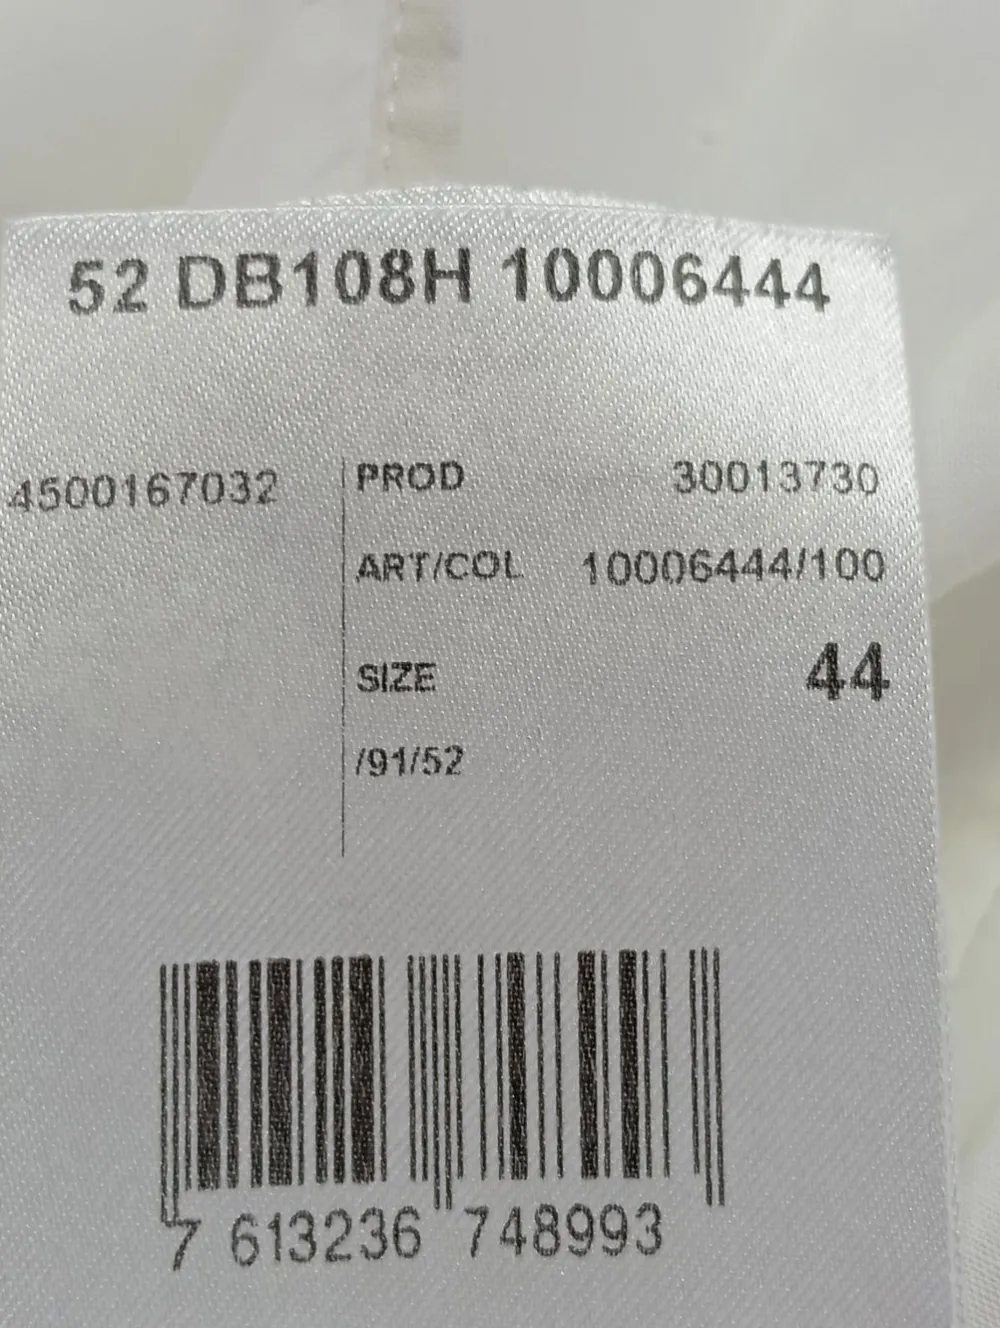 52 DB108H 10006444
4500167032
PROD 30013730
ART/COL 10006444/100
SIZE 44
/91/52
7 613236 748993